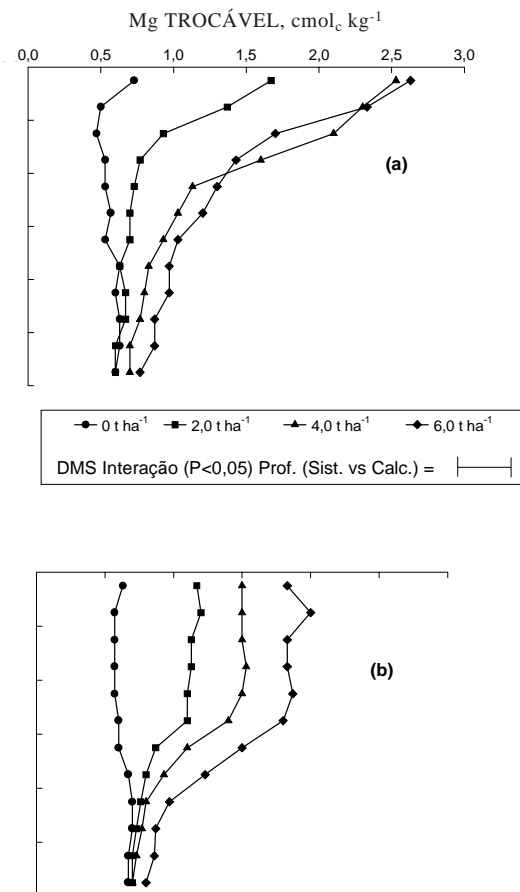 Mg TROCÁVEL, cmolc kg-1
0,0 0,5 1,0 1,5 2,0 2,5 3,0
(a)
0 t ha-1 2,0 t ha-1 4,0 t ha-1 6,0 t ha-1
DMS Interação (P<0,05) Prof. (Sist. vs Calc.) =
(b)